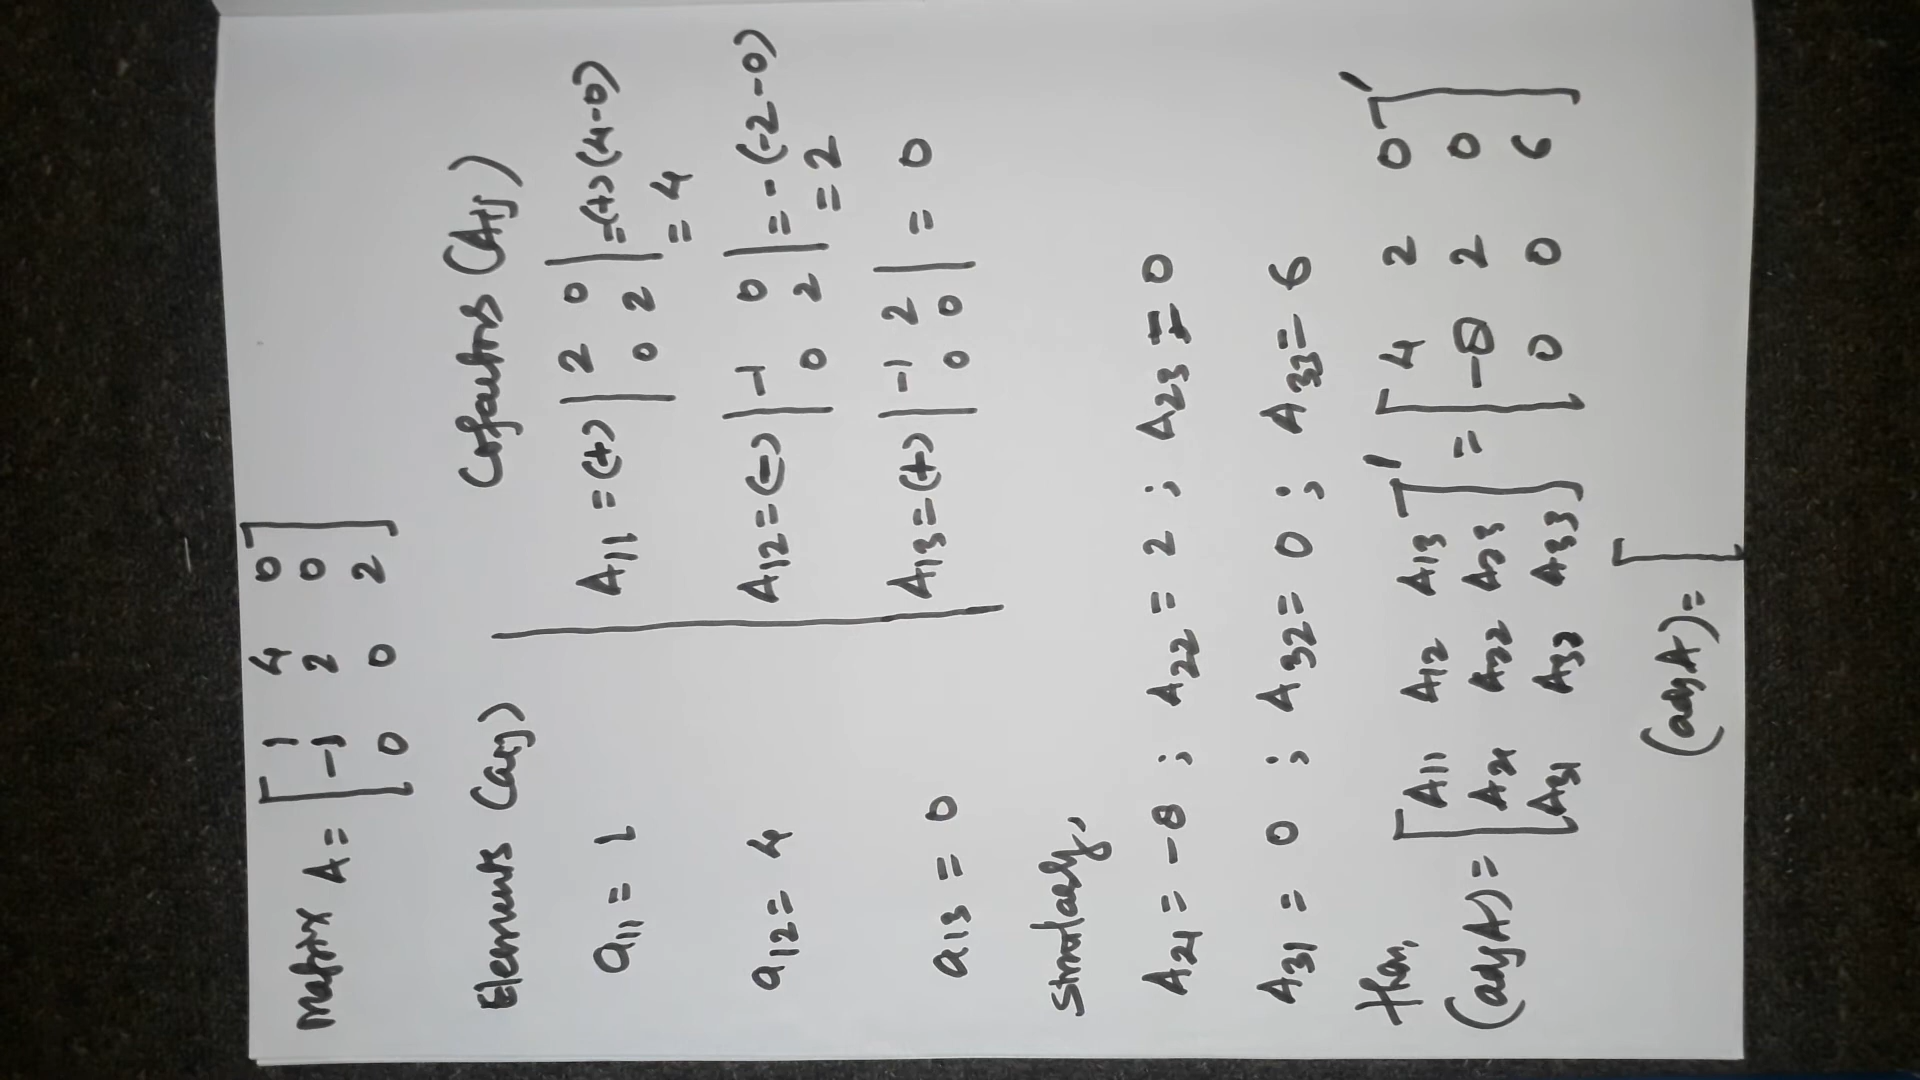 Matrix A = [ 1 4 0
-1 2 0
0 0 2 ]
Elements (aij) Cofactors (Aij)
a11 = 1 A11 = (+) | 2 0 | = (+) (4-0)
0 2 = 4
a12 = 4 A12 = (-) | -1 0 | = - (-2-0)
0 2 = 2
a13 = 0 A13 = (+) | -1 2 | = 0
0 0
Similarly,
A21 = -8 ; A22 = 2 ; A23 = 0
A31 = 0 ; A32 = 0 ; A33 = 6
Then,
(adjA) = [ A11 A12 A13 ]' = [ 4 2 0 ]'
A21 A22 A23 -8 2 0
A31 A32 A33 0 0 6
(adjA) = [